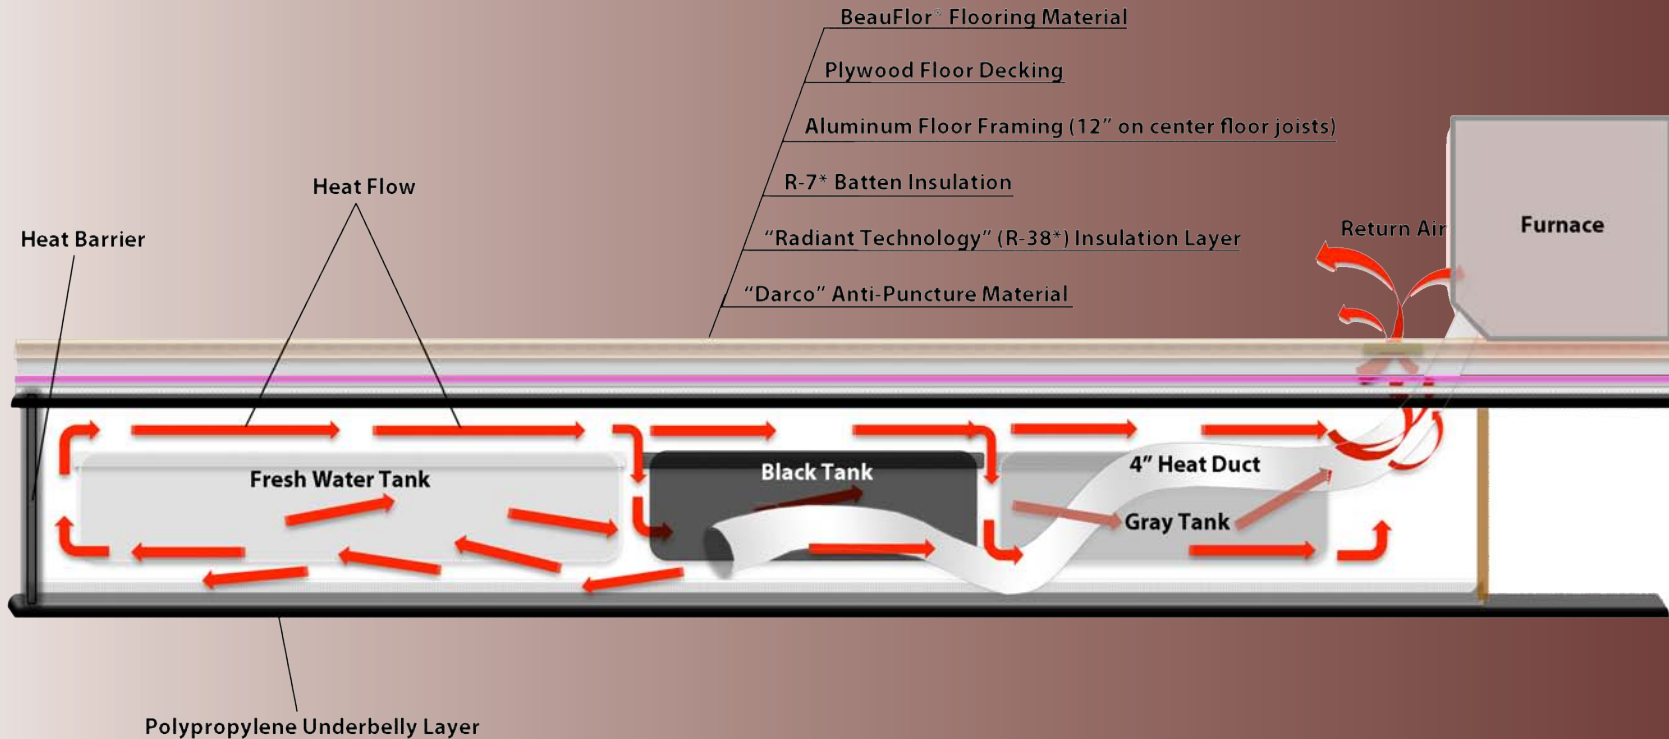 BeauFlor® Flooring Material
Plywood Floor Decking
Aluminum Floor Framing (12” on center floor joists)
R-7* Batten Insulation
“Radiant Technology” (R-38*) Insulation Layer
“Darco” Anti-Puncture Material
Heat Flow
Heat Barrier
Return Air
Furnace
Fresh Water Tank
Black Tank
4” Heat Duct
Gray Tank
Polypropylene Underbelly Layer